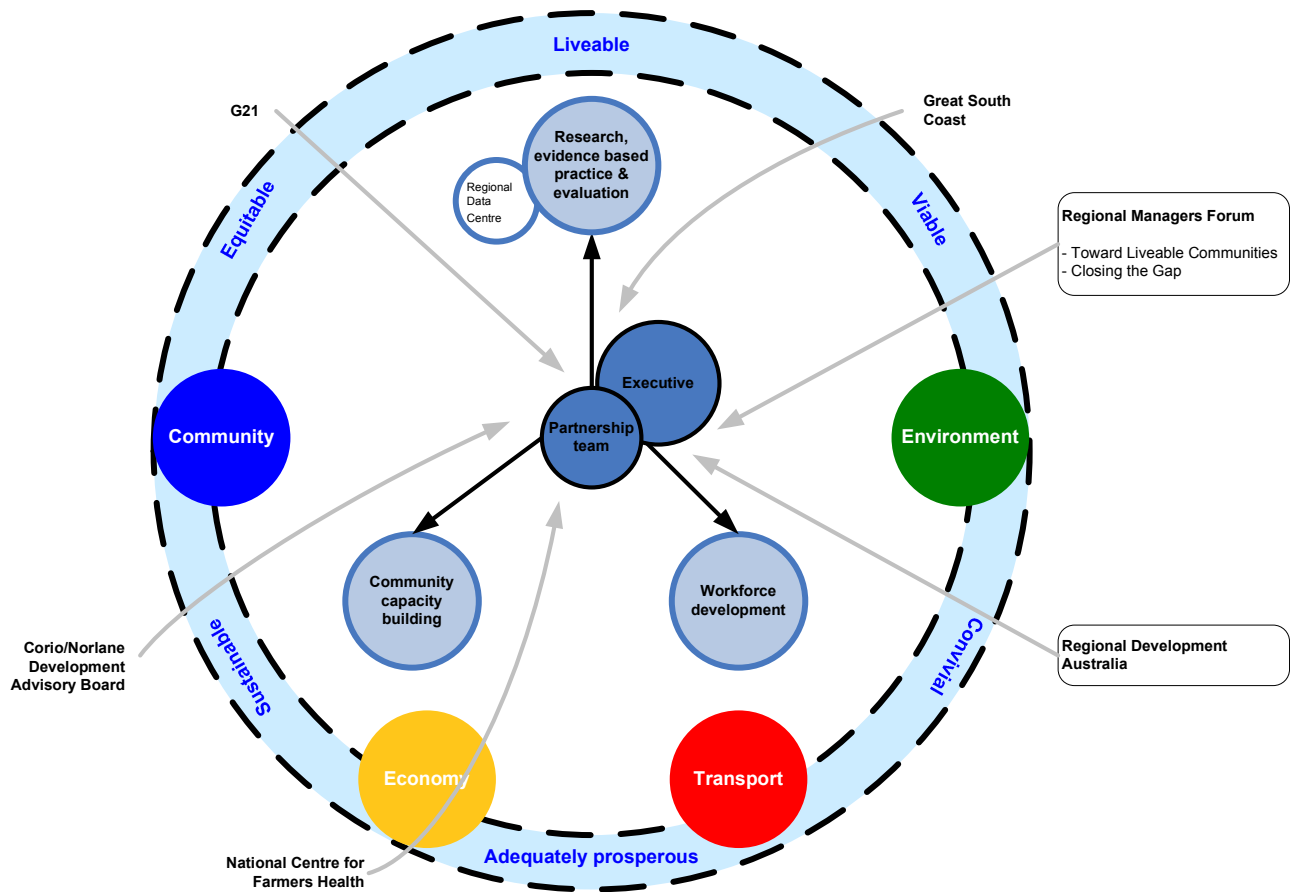 Liveable
G21
Great South
Coast
Research,
evidence based
practice &
evaluation
Regional
Data
Centre
Equitable
Viable
Regional Managers Forum
- Toward Liveable Communities
- Closing the Gap
Executive
Partnership
team
Community
Environment
Community
capacity
building
Workforce
development
Corio/Norlane
Development
Advisory Board
Sustainable
Convivial
Regional Development
Australia
Economy
Transport
Adequately prosperous
National Centre for
Farmers Health